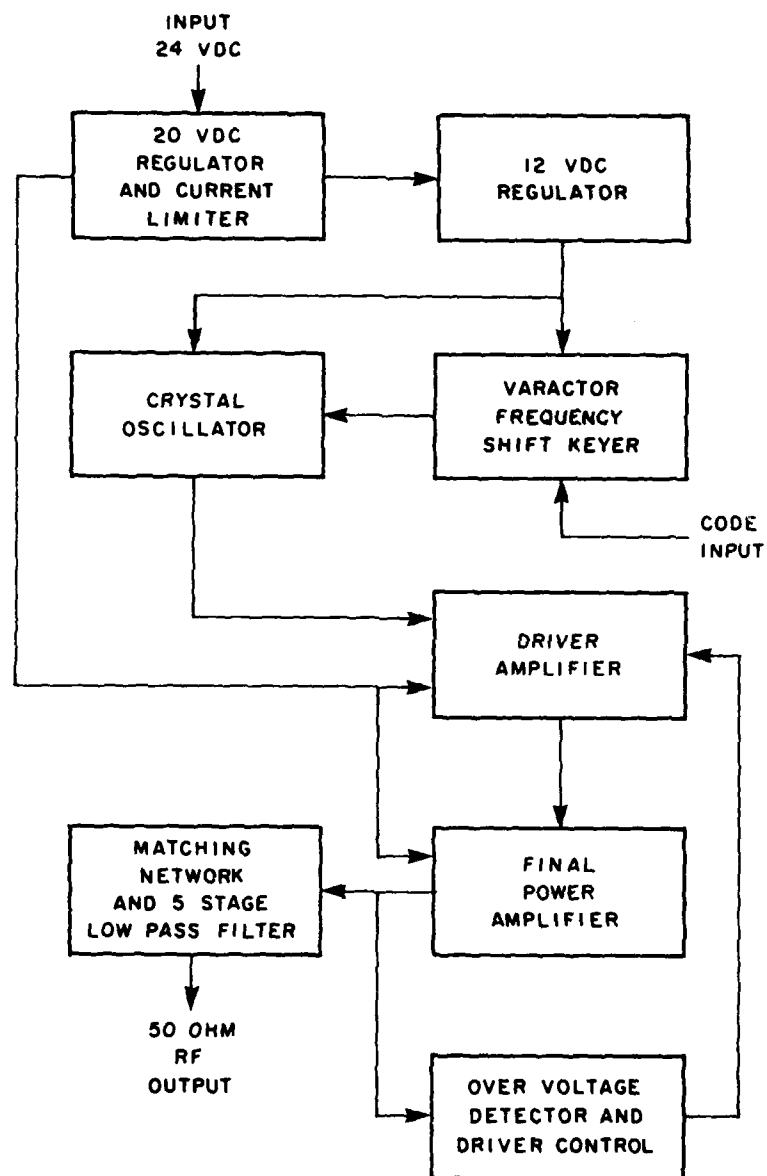 INPUT
24 VDC
20 VDC
REGULATOR
AND CURRENT
LIMITER
12 VDC
REGULATOR
CRYSTAL
OSCILLATOR
VARACTOR
FREQUENCY
SHIFT KEYER
CODE
INPUT
DRIVER
AMPLIFIER
MATCHING
NETWORK
AND 5 STAGE
LOW PASS FILTER
FINAL
POWER
AMPLIFIER
50 OHM
RF
OUTPUT
OVER VOLTAGE
DETECTOR AND
DRIVER CONTROL